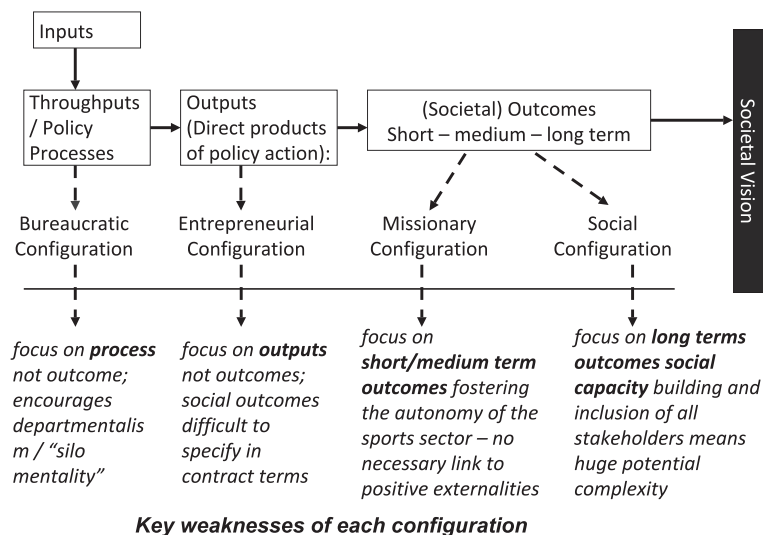 Inputs
Throughputs
/ Policy
Processes
Outputs
(Direct products
of policy action):
(Societal) Outcomes
Short – medium – long term
Societal Vision
Bureaucratic
Configuration
Entrepreneurial
Configuration
Missionary
Configuration
Social
Configuration
focus on process
not outcome;
encourages
departmentalis
m / “silo
mentality”
focus on outputs
not outcomes;
social outcomes
difficult to
specify in
contract terms
focus on
short/medium term
outcomes fostering
the autonomy of the
sports sector – no
necessary link to
positive externalities
focus on long terms
outcomes social
capacity building and
inclusion of all
stakeholders means
huge potential
complexity
Key weaknesses of each configuration